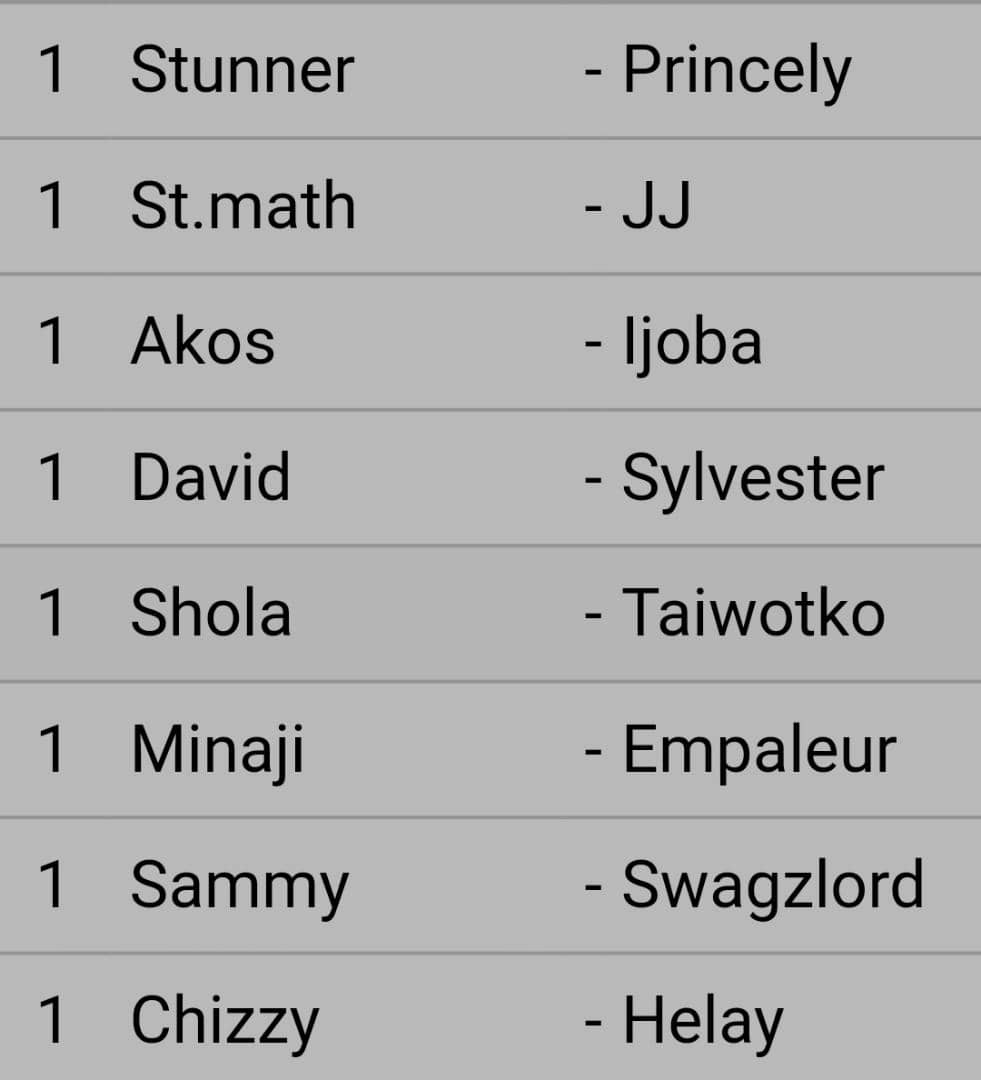 1 Stunner - Princely
1 St.math - JJ
1 Akos - Ijoba
1 David - Sylvester
1 Shola - Taiwotko
1 Minaji - Empaleur
1 Sammy - Swagzlord
1 Chizzy - Helay